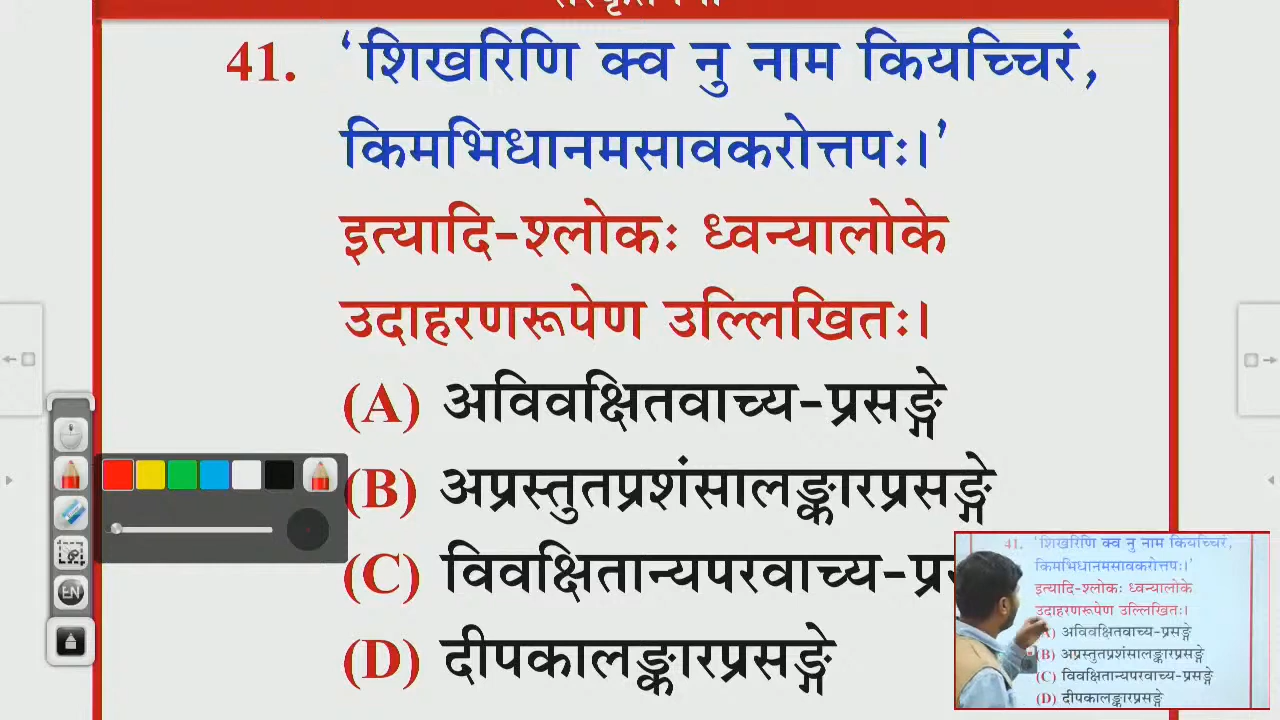 41. ‘शिखरिणि क्व नु नाम कियच्चिरं,
किमभिधानमसावकरोत्तपः।’
इत्यादि-श्लोकः ध्वन्यालोके
उदाहरणरूपेण उल्लिखितः।
(A) अविवक्षितवाच्य-प्रसङ्गे
(B) अप्रस्तुतप्रशंसालङ्कारप्रसङ्गे
(C) विवक्षितान्यपरवाच्य-प्र
(D) दीपकालङ्कारप्रसङ्गे
EN
41. ‘शिखरिणि क्व नु नाम कियच्चिरं,
किमभिधानमसावकरोत्तपः।’
इत्यादि-श्लोकः ध्वन्यालोके
उदाहरणरूपेण उल्लिखितः।
अविवक्षितवाच्य-प्रसङ्गे
(B) अप्रस्तुतप्रशंसालङ्कारप्रसङ्गे
(C) विवक्षितान्यपरवाच्य-प्रसङ्गे
(D) दीपकालङ्कारप्रसङ्गे